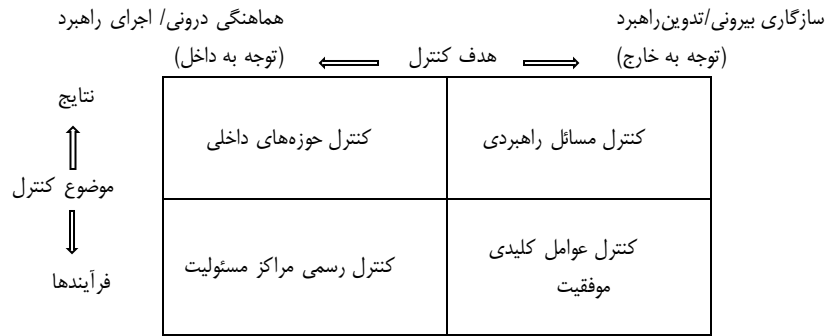 سازگاری بیرونی/تدوین‌راهبرد
هماهنگی درونی/ اجرای راهبرد
(توجه به خارج)
هدف کنترل
(توجه به داخل)
نتایج
کنترل مسائل راهبردی
کنترل حوزه‌های داخلی
موضوع کنترل
کنترل عوامل کلیدی
موفقیت
کنترل رسمی مراکز مسئولیت
فرآیندها